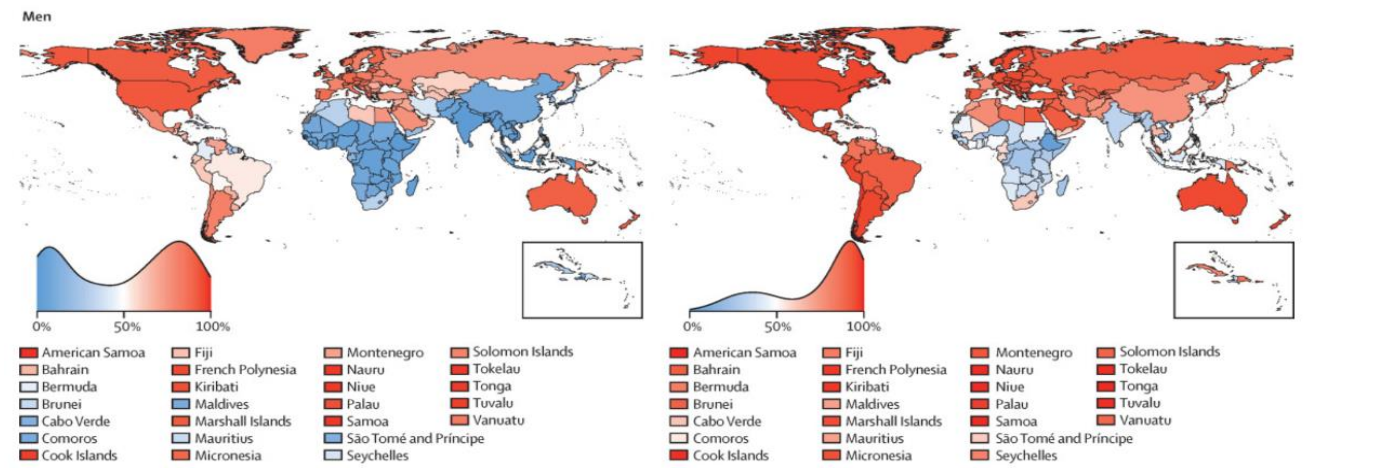 Men
0% 50% 100%
0% 50% 100%
American Samoa Fiji Montenegro Solomon Islands
Bahrain French Polynesia Nauru Tokelau
Bermuda Kiribati Niue Tonga
Brunei Maldives Palau Tuvalu
Cabo Verde Marshall Islands Samoa Vanuatu
Comoros Mauritius São Tomé and Príncipe
Cook Islands Micronesia Seychelles
American Samoa Fiji Montenegro Solomon Islands
Bahrain French Polynesia Nauru Tokelau
Bermuda Kiribati Niue Tonga
Brunei Maldives Palau Tuvalu
Cabo Verde Marshall Islands Samoa Vanuatu
Comoros Mauritius São Tomé and Príncipe
Cook Islands Micronesia Seychelles